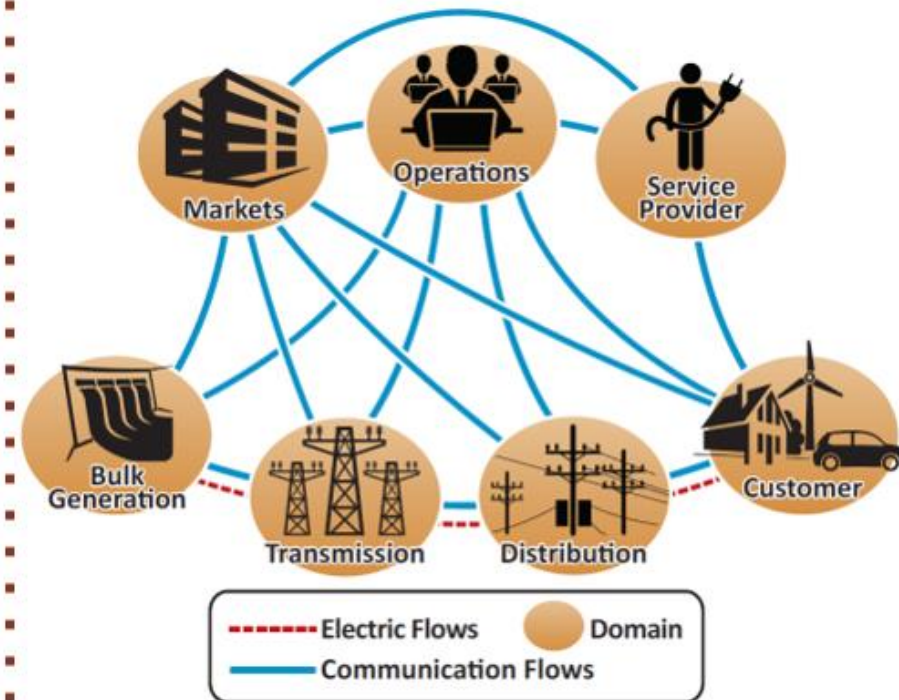 Markets
Operations
Service
Provider
Bulk
Generation
Transmission
Distribution
Customer
Electric Flows
Domain
Communication Flows